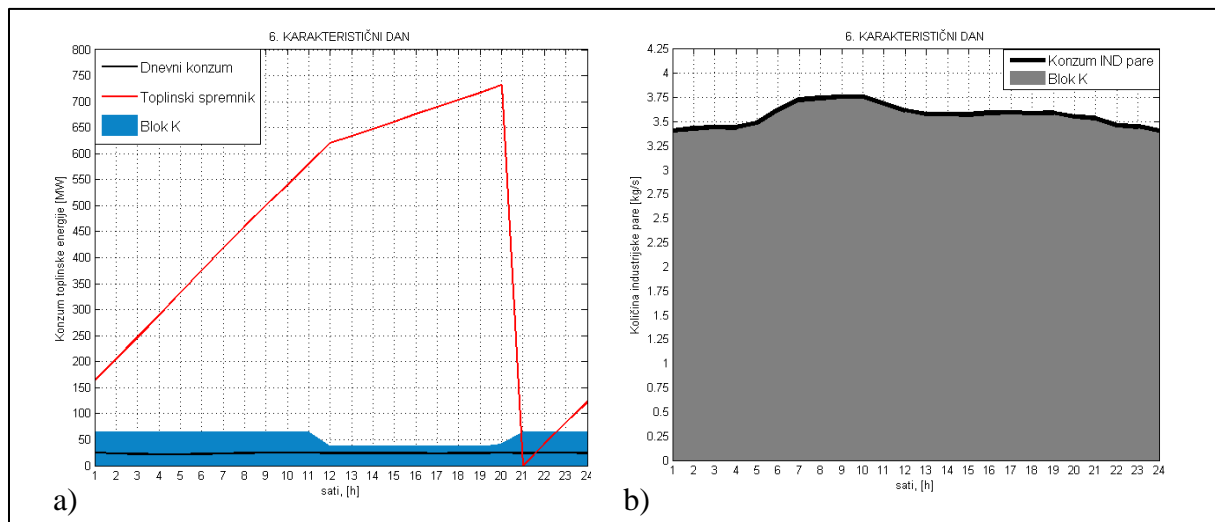 6. KARAKTERISTIČNI DAN
Konzum toplinske energije [MW]
800
750
700
650
600
550
500
450
400
350
300
250
200
150
100
50
0
Dnevni konzum
Toplinski spremnik
Blok K
1 2 3 4 5 6 7 8 9 10 11 12 13 14 15 16 17 18 19 20 21 22 23 24
sati, [h]
a)
6. KARAKTERISTIČNI DAN
Količina industrijske pare [kg/s]
4.25
4
3.75
3.5
3.25
3
2.75
2.5
2.25
2
1.75
1.5
1.25
1
0.75
0.5
0.25
0
Konzum IND pare
Blok K
1 2 3 4 5 6 7 8 9 10 11 12 13 14 15 16 17 18 19 20 21 22 23 24
sati, [h]
b)